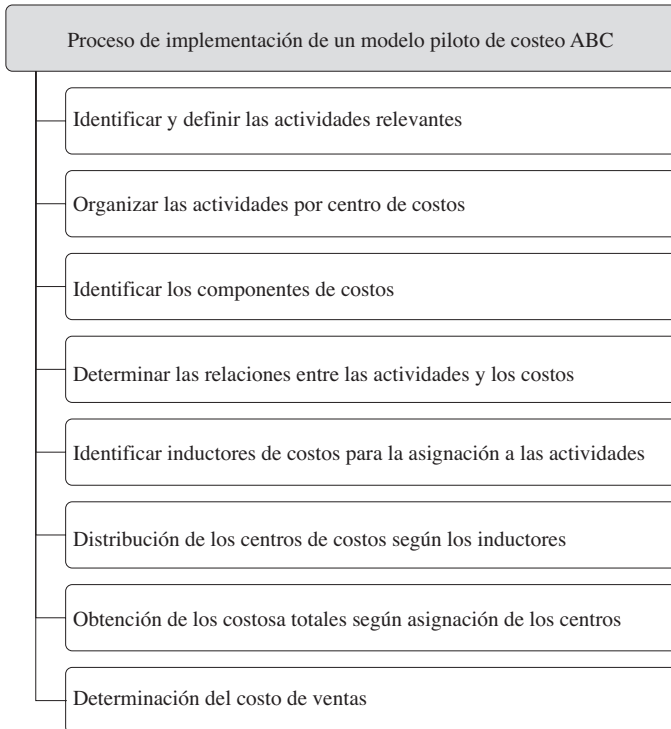 Proceso de implementación de un modelo piloto de costeo ABC
Identificar y definir las actividades relevantes
Organizar las actividades por centro de costos
Identificar los componentes de costos
Determinar las relaciones entre las actividades y los costos
Identificar inductores de costos para la asignación a las actividades
Distribución de los centros de costos según los inductores
Obtención de los costosa totales según asignación de los centros
Determinación del costo de ventas